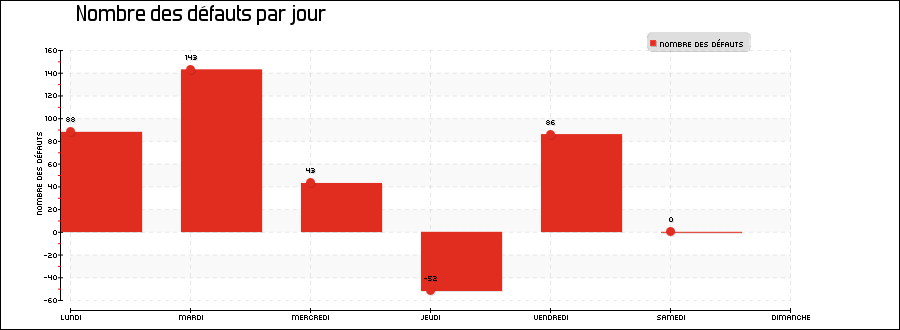 Nombre des défauts par jour
NOMBRE DES DÉFAUTS
160
140
120
100
80
60
40
20
0
-20
-40
-60
NOMBRE DES DÉFAUTS
88
143
43
-52
86
0
LUNDI
MARDI
MERCREDI
JEUDI
VENDREDI
SAMEDI
DIMANCHE